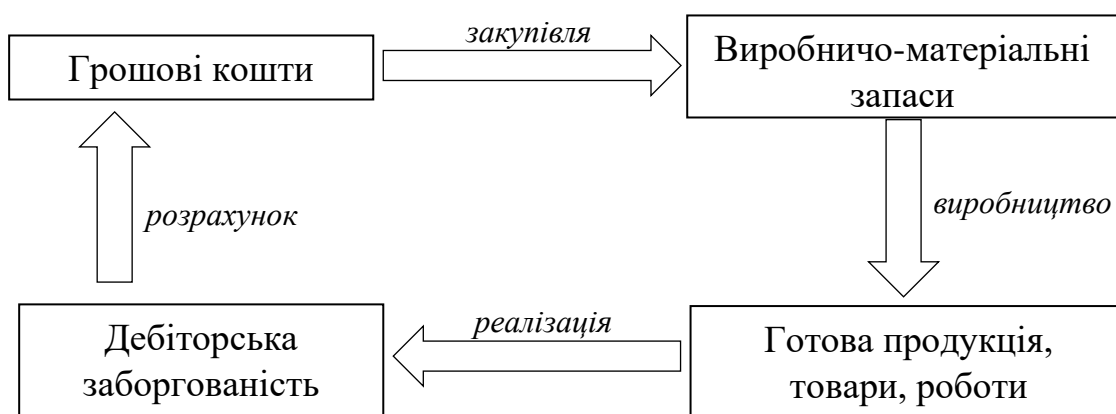 закупівля
Грошові кошти
Виробничо-матеріальні
запаси
розрахунок
виробництво
реалізація
Дебіторська
заборгованість
Готова продукція,
товари, роботи